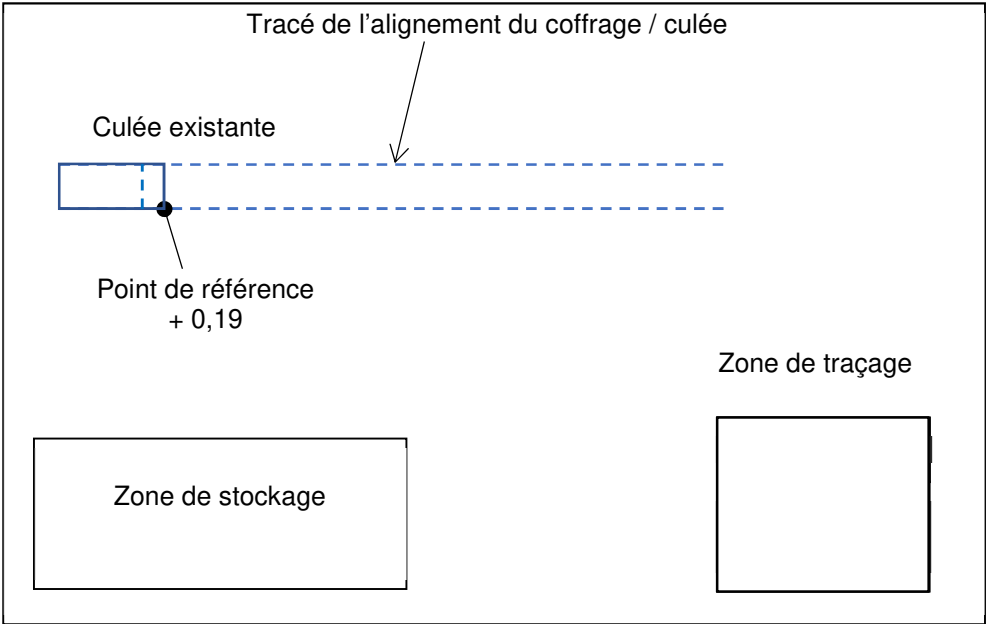 Tracé de l'alignement du coffrage / culée
Culée existante
Point de référence
+ 0,19
Zone de traçage
Zone de stockage